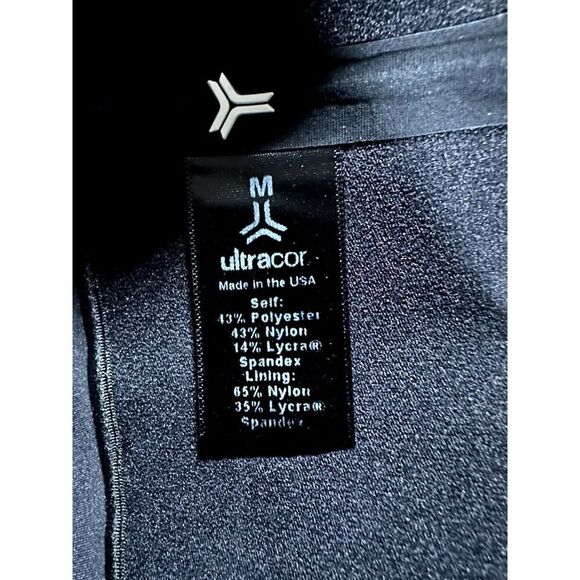 M
ultracor
Made in the USA
Self:
43% Polyester
43% Nylon
14% Lycra®
Spandex
Lining:
65% Nylon
35% Lycra®
Spandex